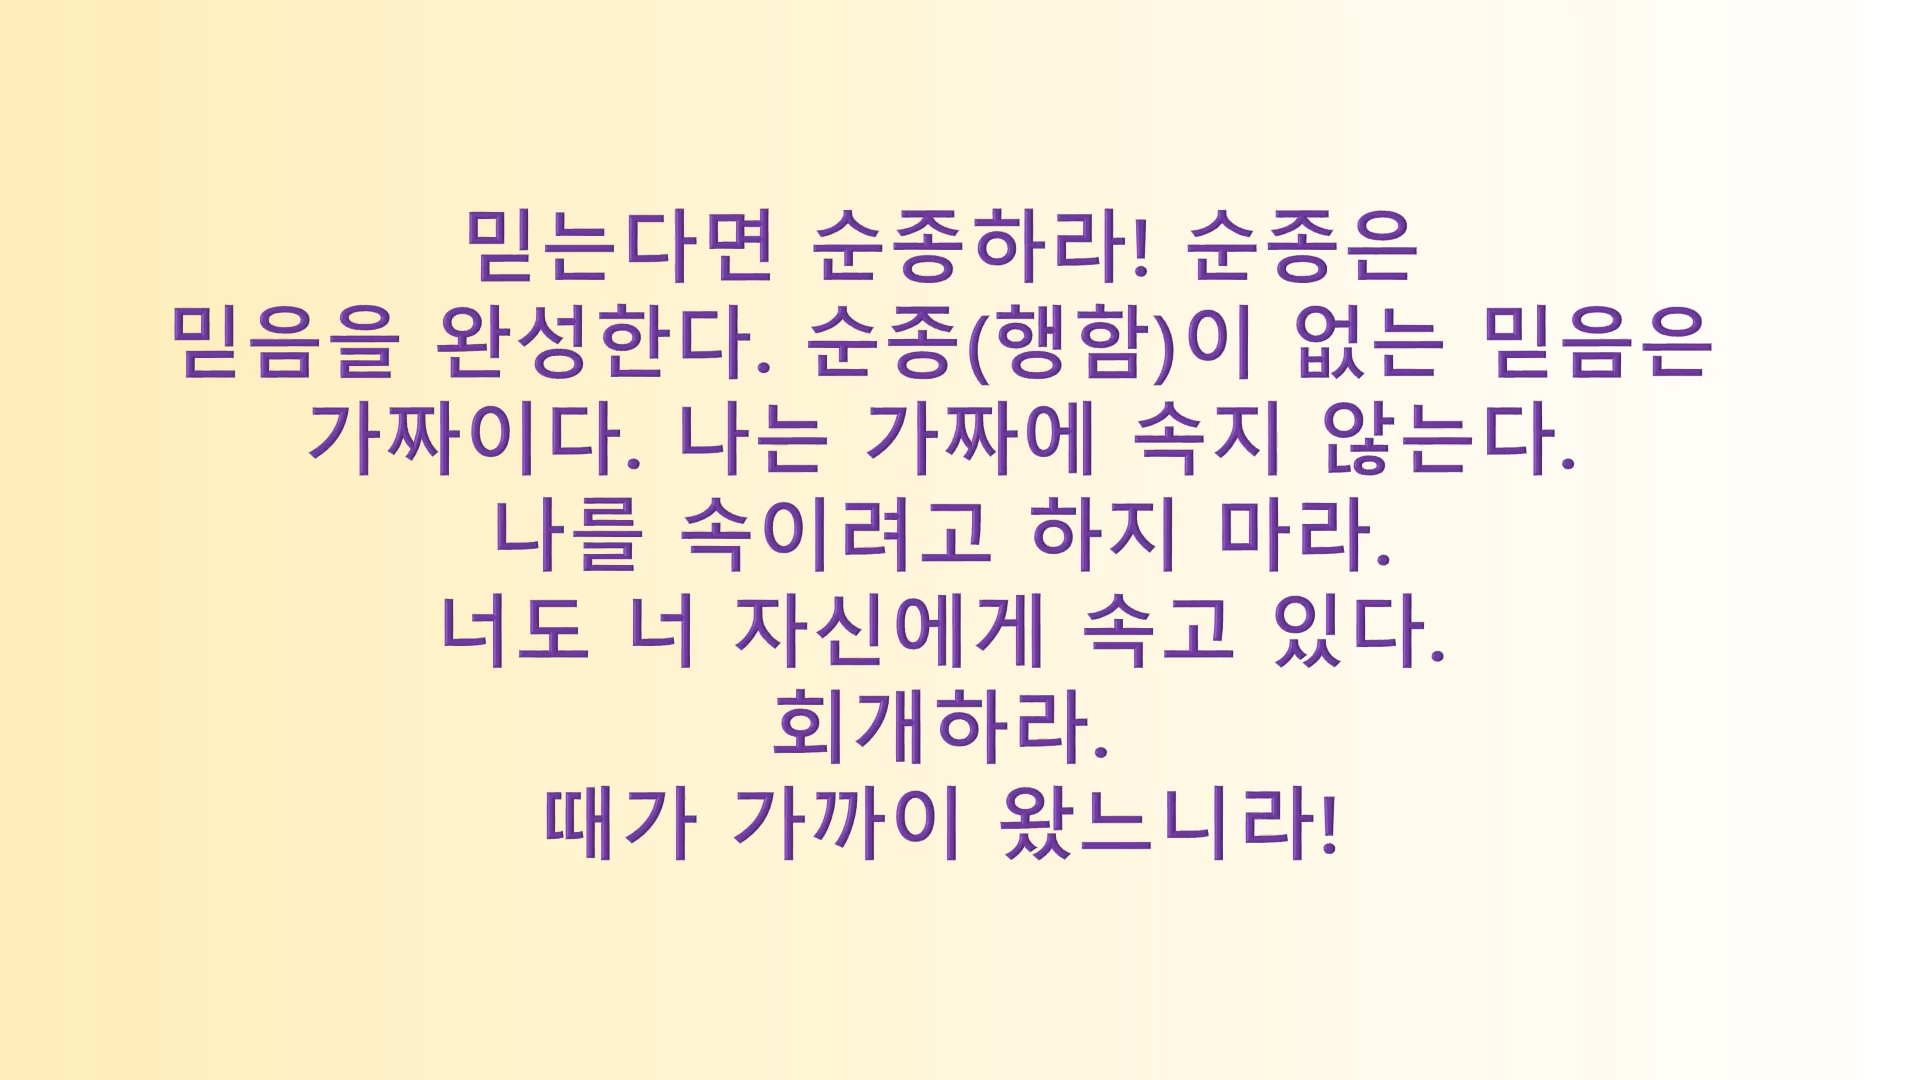 믿는다면 순종하라! 순종은
믿음을 완성한다. 순종(행함)이 없는 믿음은
가짜이다. 나는 가짜에 속지 않는다.
나를 속이려고 하지 마라.
너도 너 자신에게 속고 있다.
회개하라.
때가 가까이 왔느니라!